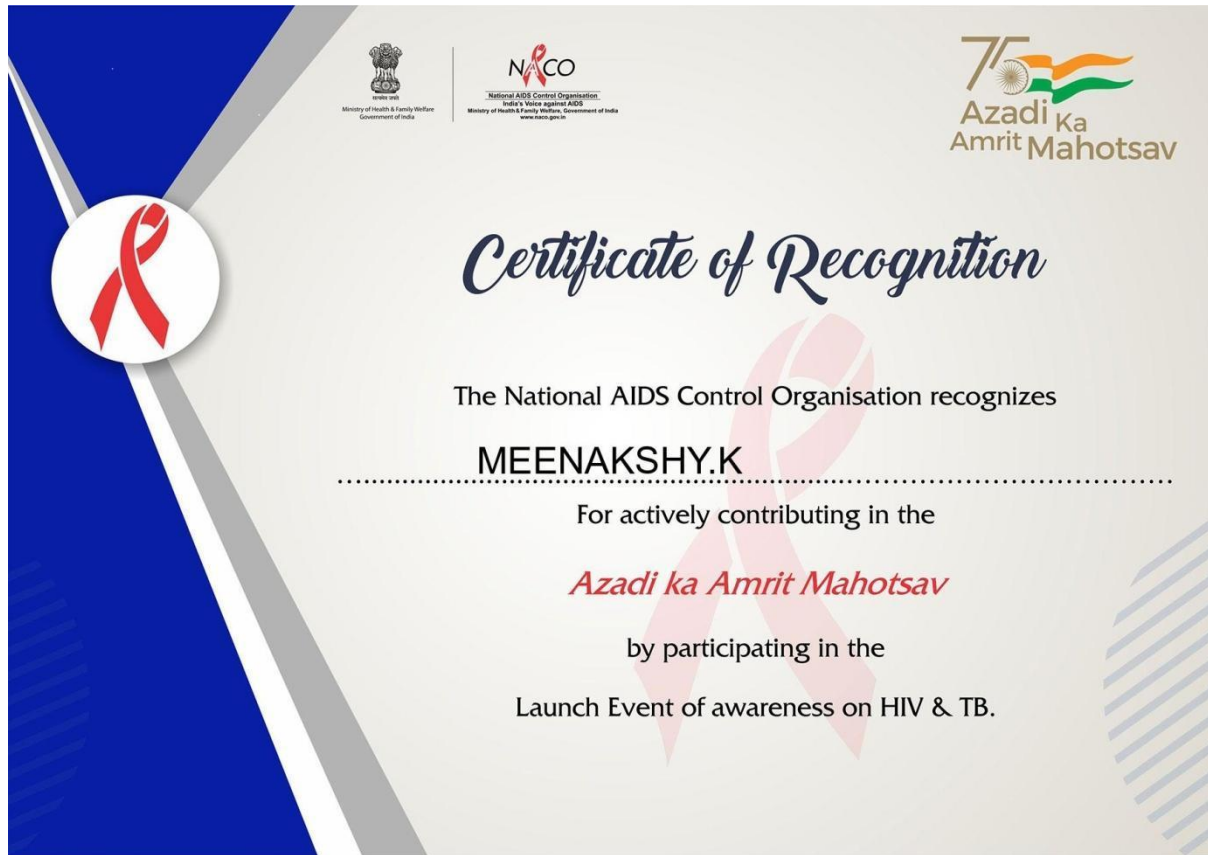 Ministry of Health & Family Welfare
Government of India
NACO
National AIDS Control Organisation
India's Voice against AIDS
Ministry of Health & Family Welfare, Government of India
www.naco.gov.in
75
Azadi Ka
Amrit Mahotsav
Certificate of Recognition
The National AIDS Control Organisation recognizes
MEENAKSHY.K
For actively contributing in the
Azadi ka Amrit Mahotsav
by participating in the
Launch Event of awareness on HIV & TB.